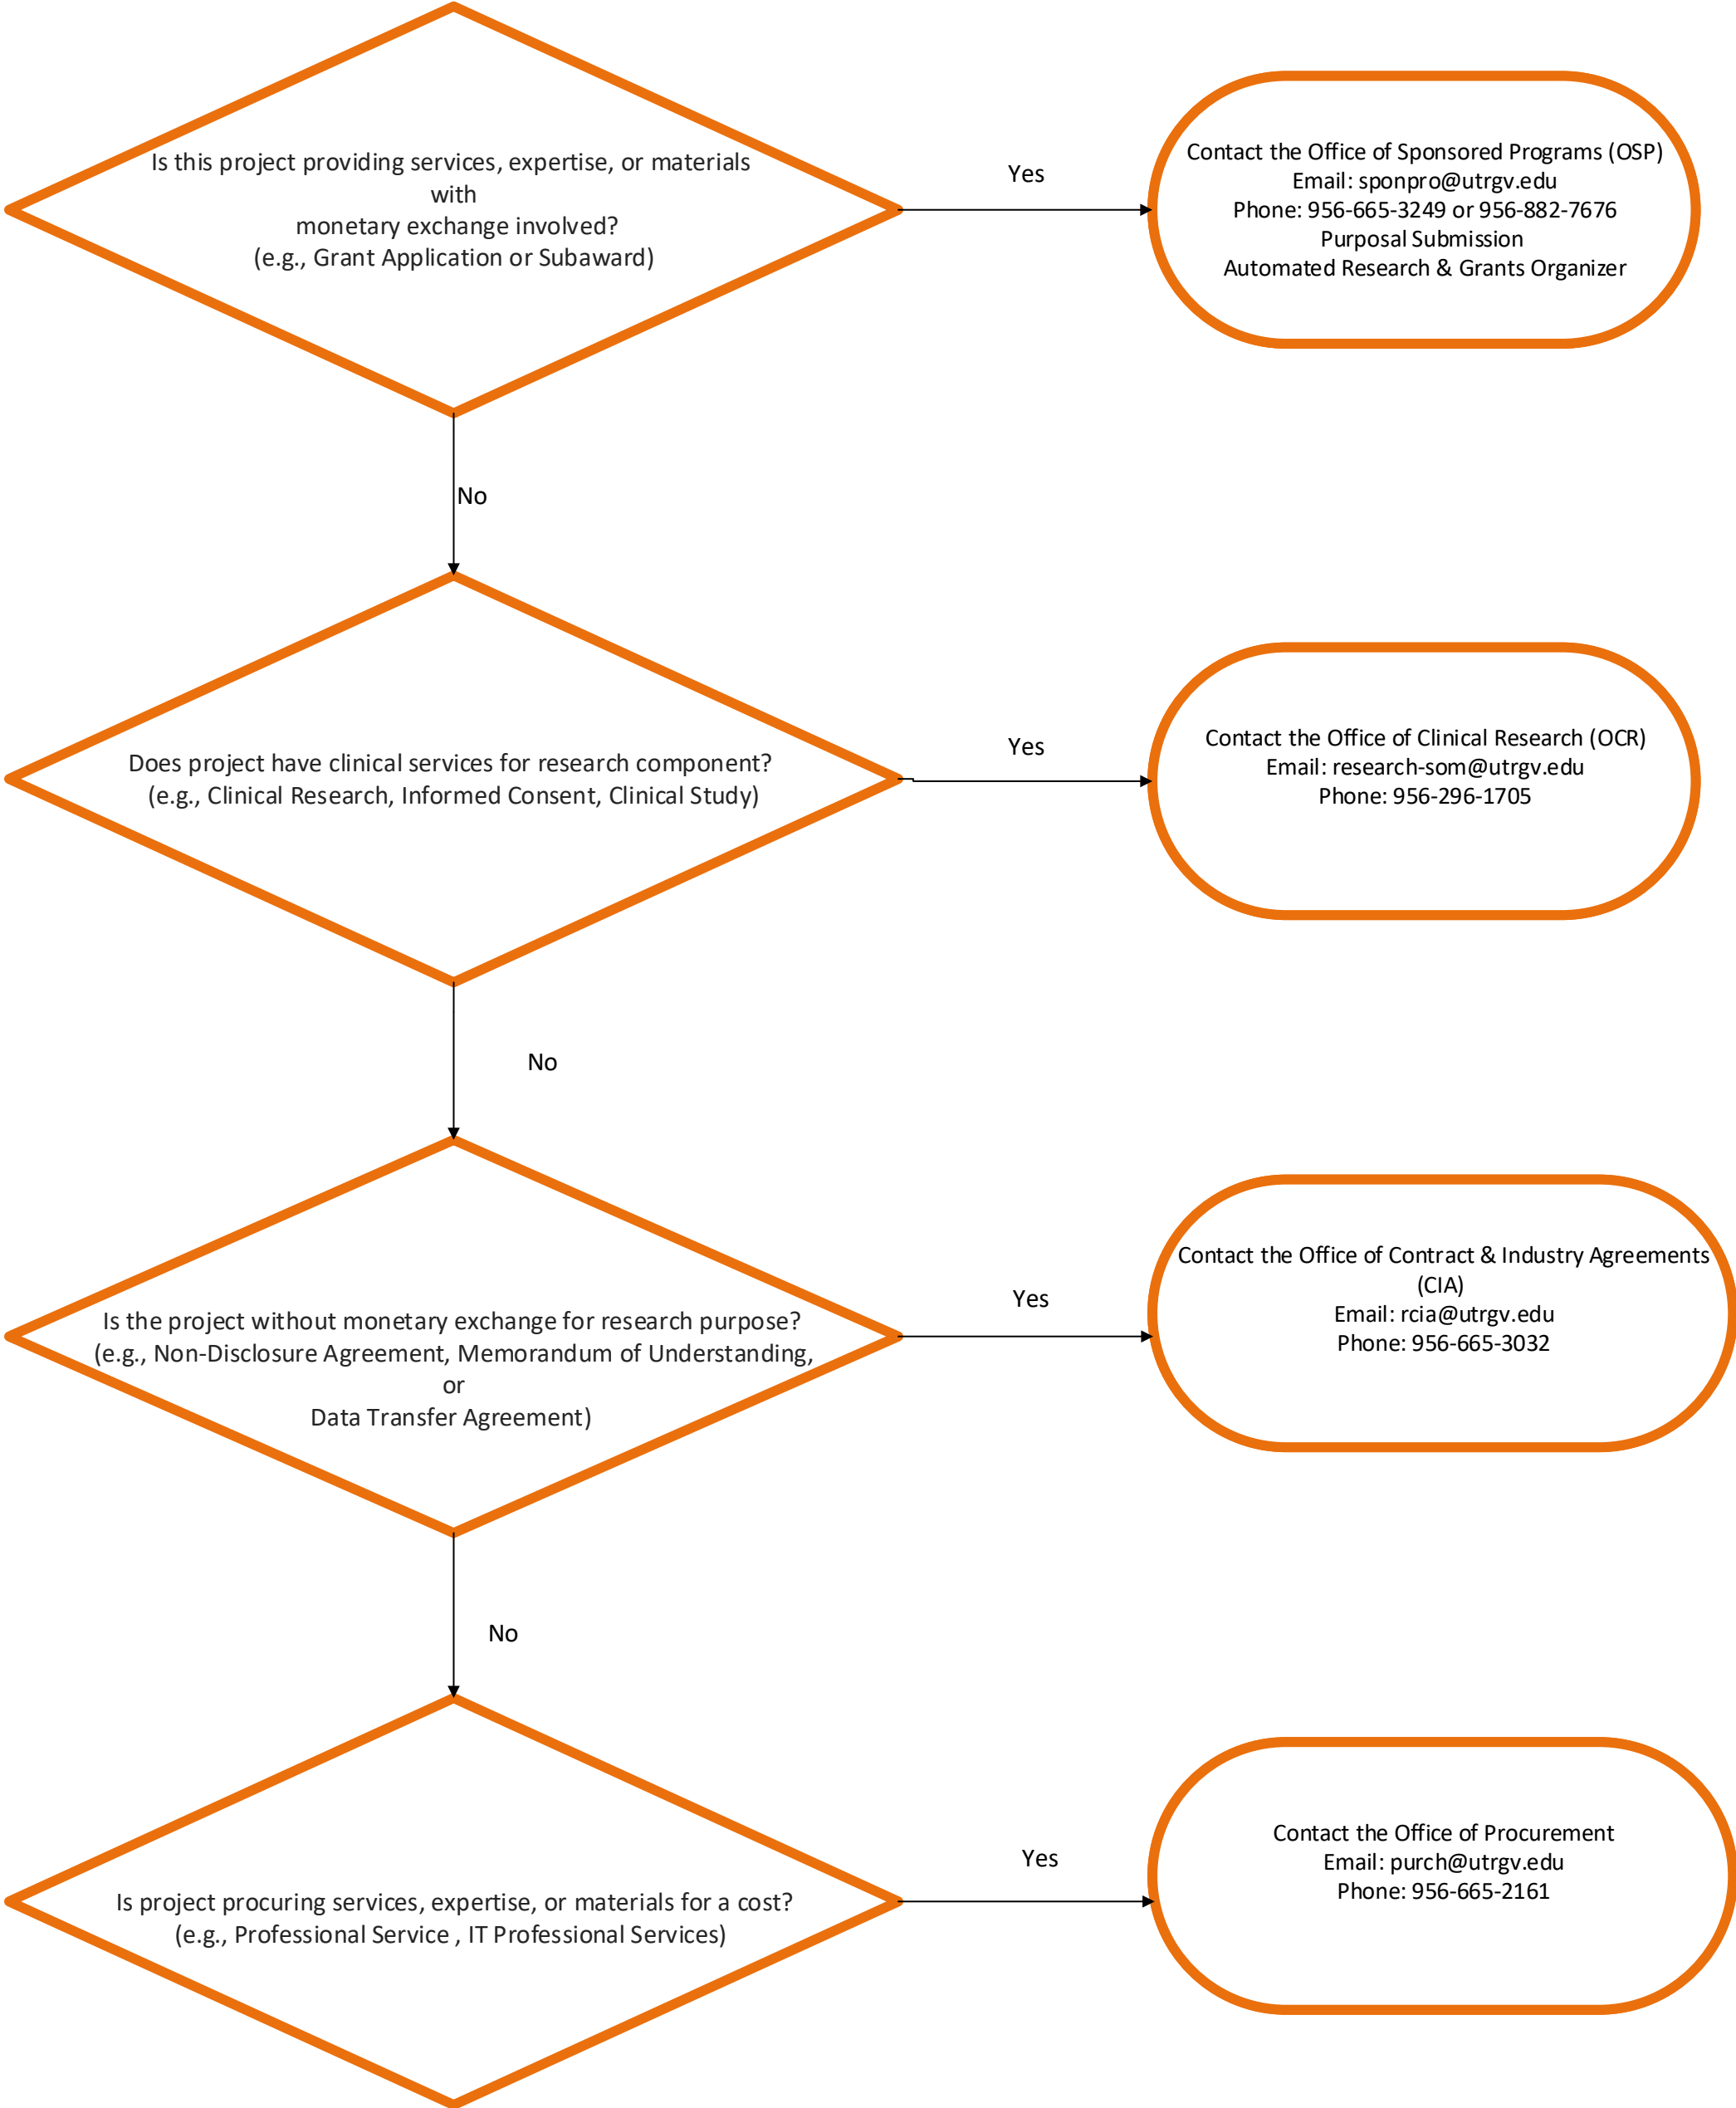 Is this project providing services, expertise, or materials
with
monetary exchange involved?
(e.g., Grant Application or Subaward)
Yes
Contact the Office of Sponsored Programs (OSP)
Email: sponpro@utrgv.edu
Phone: 956-665-3249 or 956-882-7676
Purposal Submission
Automated Research & Grants Organizer
No
Does project have clinical services for research component?
(e.g., Clinical Research, Informed Consent, Clinical Study)
Yes
Contact the Office of Clinical Research (OCR)
Email: research-som@utrgv.edu
Phone: 956-296-1705
No
Is the project without monetary exchange for research purpose?
(e.g., Non-Disclosure Agreement, Memorandum of Understanding,
or
Data Transfer Agreement)
Yes
Contact the Office of Contract & Industry Agreements
(CIA)
Email: rcia@utrgv.edu
Phone: 956-665-3032
No
Is project procuring services, expertise, or materials for a cost?
(e.g., Professional Service , IT Professional Services)
Yes
Contact the Office of Procurement
Email: purch@utrgv.edu
Phone: 956-665-2161